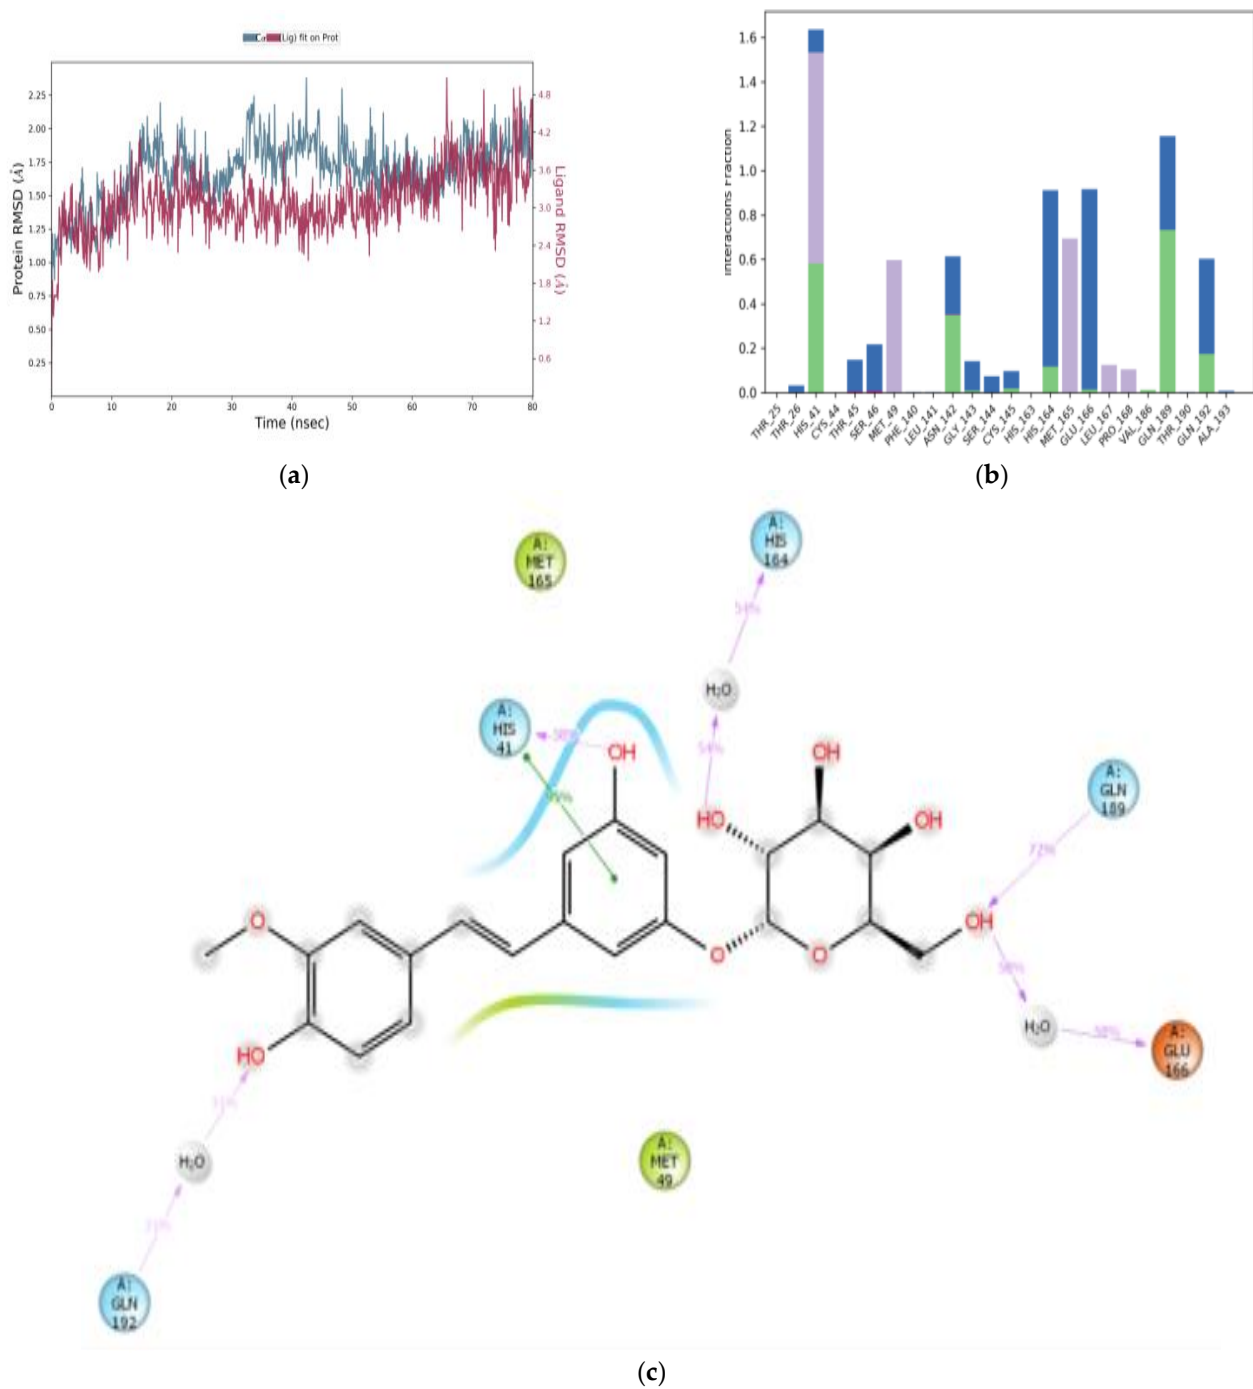 Cα (Lig) fit on Prot
Protein RMSD (Å)
2.25
2.00
1.75
1.50
1.25
1.00
0.75
0.50
0.25
4.8
4.2
3.6
3.0
2.4
1.8
1.2
0.6
Ligand RMSD (Å)
0 10 20 30 40 50 60 70 80
Time (nsec)
(a)
Interactions Fraction
1.6
1.4
1.2
1.0
0.8
0.6
0.4
0.2
0.0
THR_25
THR_26
HIS_41
CYS_44
THR_45
SER_46
MET_49
PHE_140
LEU_141
ASN_142
GLY_143
SER_144
CYS_145
HIS_163
HIS_164
MET_165
GLU_166
LEU_167
PRO_168
VAL_186
GLN_189
THR_190
GLN_192
ALA_193
(b)
A:
HIS
164
A:
MET
165
54%
H₂O
54%
A:
HIS
41
38%
OH
OH
A:
GLN
189
HO
OH
72%
O
OH
O
O
H₂O
A:
GLU
166
HO
31%
H₂O
31%
A:
MET
49
A:
GLN
192
(c)